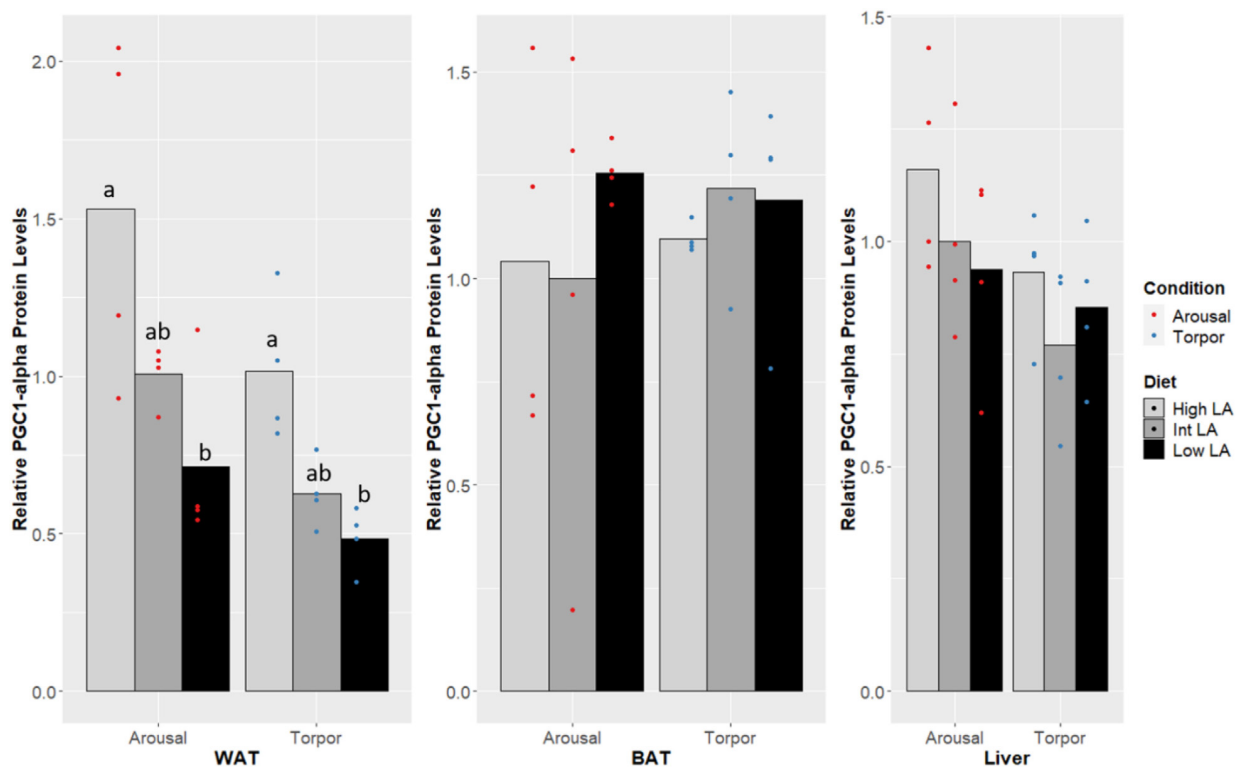 Relative PGC1-alpha Protein Levels
2.0
1.5
1.0
0.5
0.0
a
ab
b
a
ab
b
Arousal
Torpor
WAT
Relative PGC1-alpha Protein Levels
1.5
1.0
0.5
0.0
Arousal
Torpor
BAT
Relative PGC1-alpha Protein Levels
1.5
1.0
0.5
0.0
Arousal
Torpor
Liver
Condition
Arousal
Torpor
Diet
High LA
Int LA
Low LA